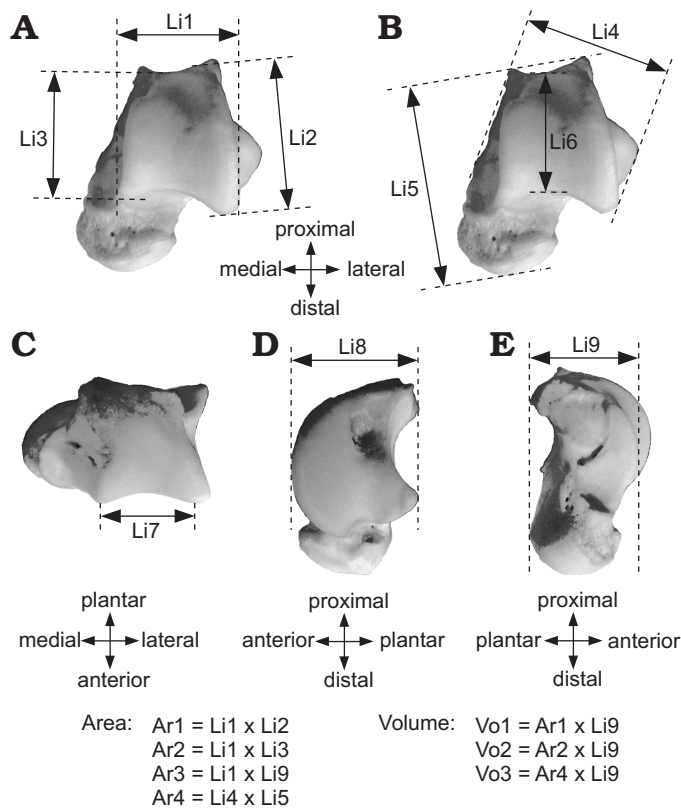 A
Li1
Li2
Li3
B
Li4
Li5
Li6
proximal
medial
lateral
distal
C
Li7
D
Li8
E
Li9
plantar
medial
lateral
anterior
proximal
anterior
plantar
distal
proximal
plantar
anterior
distal
Area:
Ar1 = Li1 x Li2
Ar2 = Li1 x Li3
Ar3 = Li1 x Li9
Ar4 = Li4 x Li5
Volume:
Vo1 = Ar1 x Li9
Vo2 = Ar2 x Li9
Vo3 = Ar4 x Li9